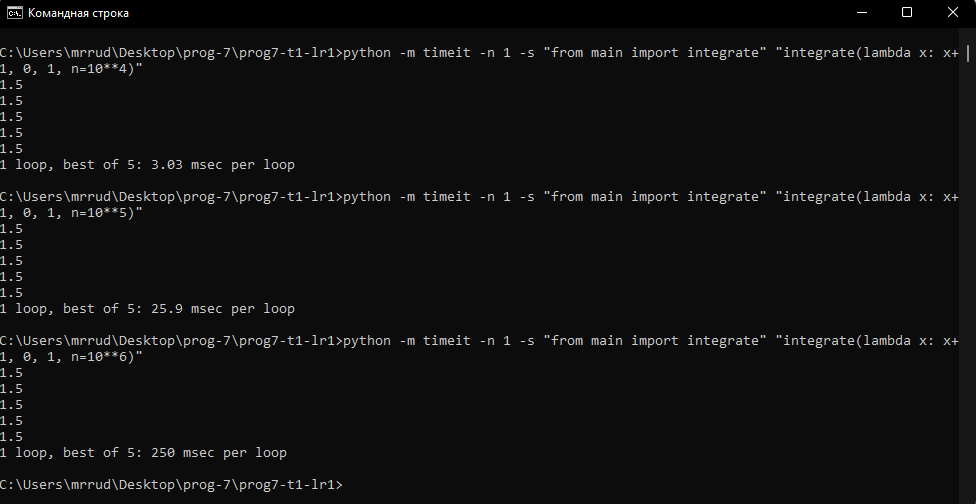 Командная строка
C:\Users\mrrud\Desktop\prog-7\prog7-t1-lr1>python -m timeit -n 1 -s "from main import integrate" "integrate(lambda x: x+
1, 0, 1, n=10**4)"
1.5
1.5
1.5
1.5
1.5
1 loop, best of 5: 3.03 msec per loop
C:\Users\mrrud\Desktop\prog-7\prog7-t1-lr1>python -m timeit -n 1 -s "from main import integrate" "integrate(lambda x: x+
1, 0, 1, n=10**5)"
1.5
1.5
1.5
1.5
1.5
1 loop, best of 5: 25.9 msec per loop
C:\Users\mrrud\Desktop\prog-7\prog7-t1-lr1>python -m timeit -n 1 -s "from main import integrate" "integrate(lambda x: x+
1, 0, 1, n=10**6)"
1.5
1.5
1.5
1.5
1.5
1 loop, best of 5: 250 msec per loop
C:\Users\mrrud\Desktop\prog-7\prog7-t1-lr1>